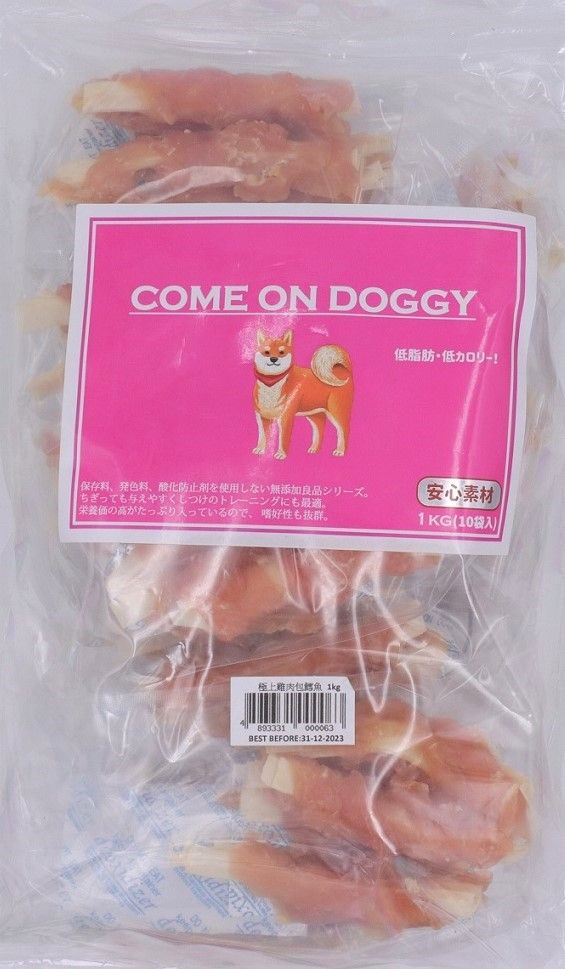 COME ON DOGGY
低脂肪・低カロリー!
保存料、発色料、酸化防止剤を使用しない無添加良品シリーズ。
ちぎっても与えやすくしつけのトレーニングにも最適。
栄養価の高がたっぷり入っているので、嗜好性も抜群。
安心素材
1KG(10袋入)
極上雞肉包鱈魚 1kg
4 893331 000063
BEST BEFORE:31-12-2023